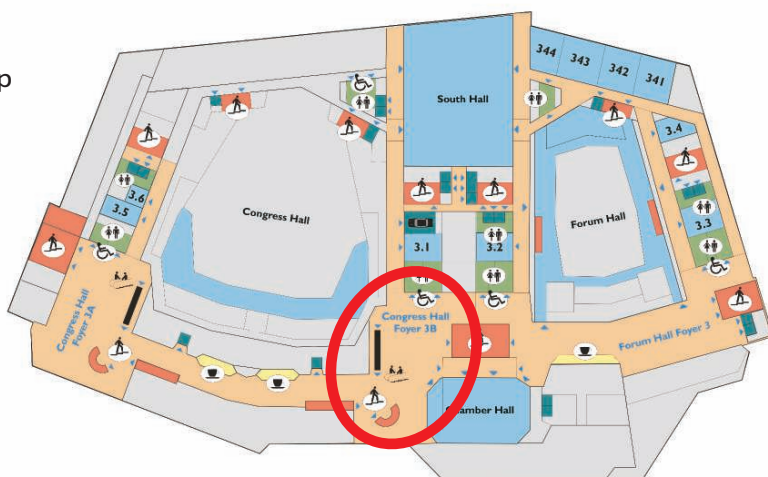 p
344
343
342
341
South Hall
3.4
3.6
3.5
Congress Hall
Forum Hall
3.1
3.2
3.3
Congress Hall
Foyer 3A
Congress Hall
Foyer 3B
Forum Hall Foyer 3
Chamber Hall